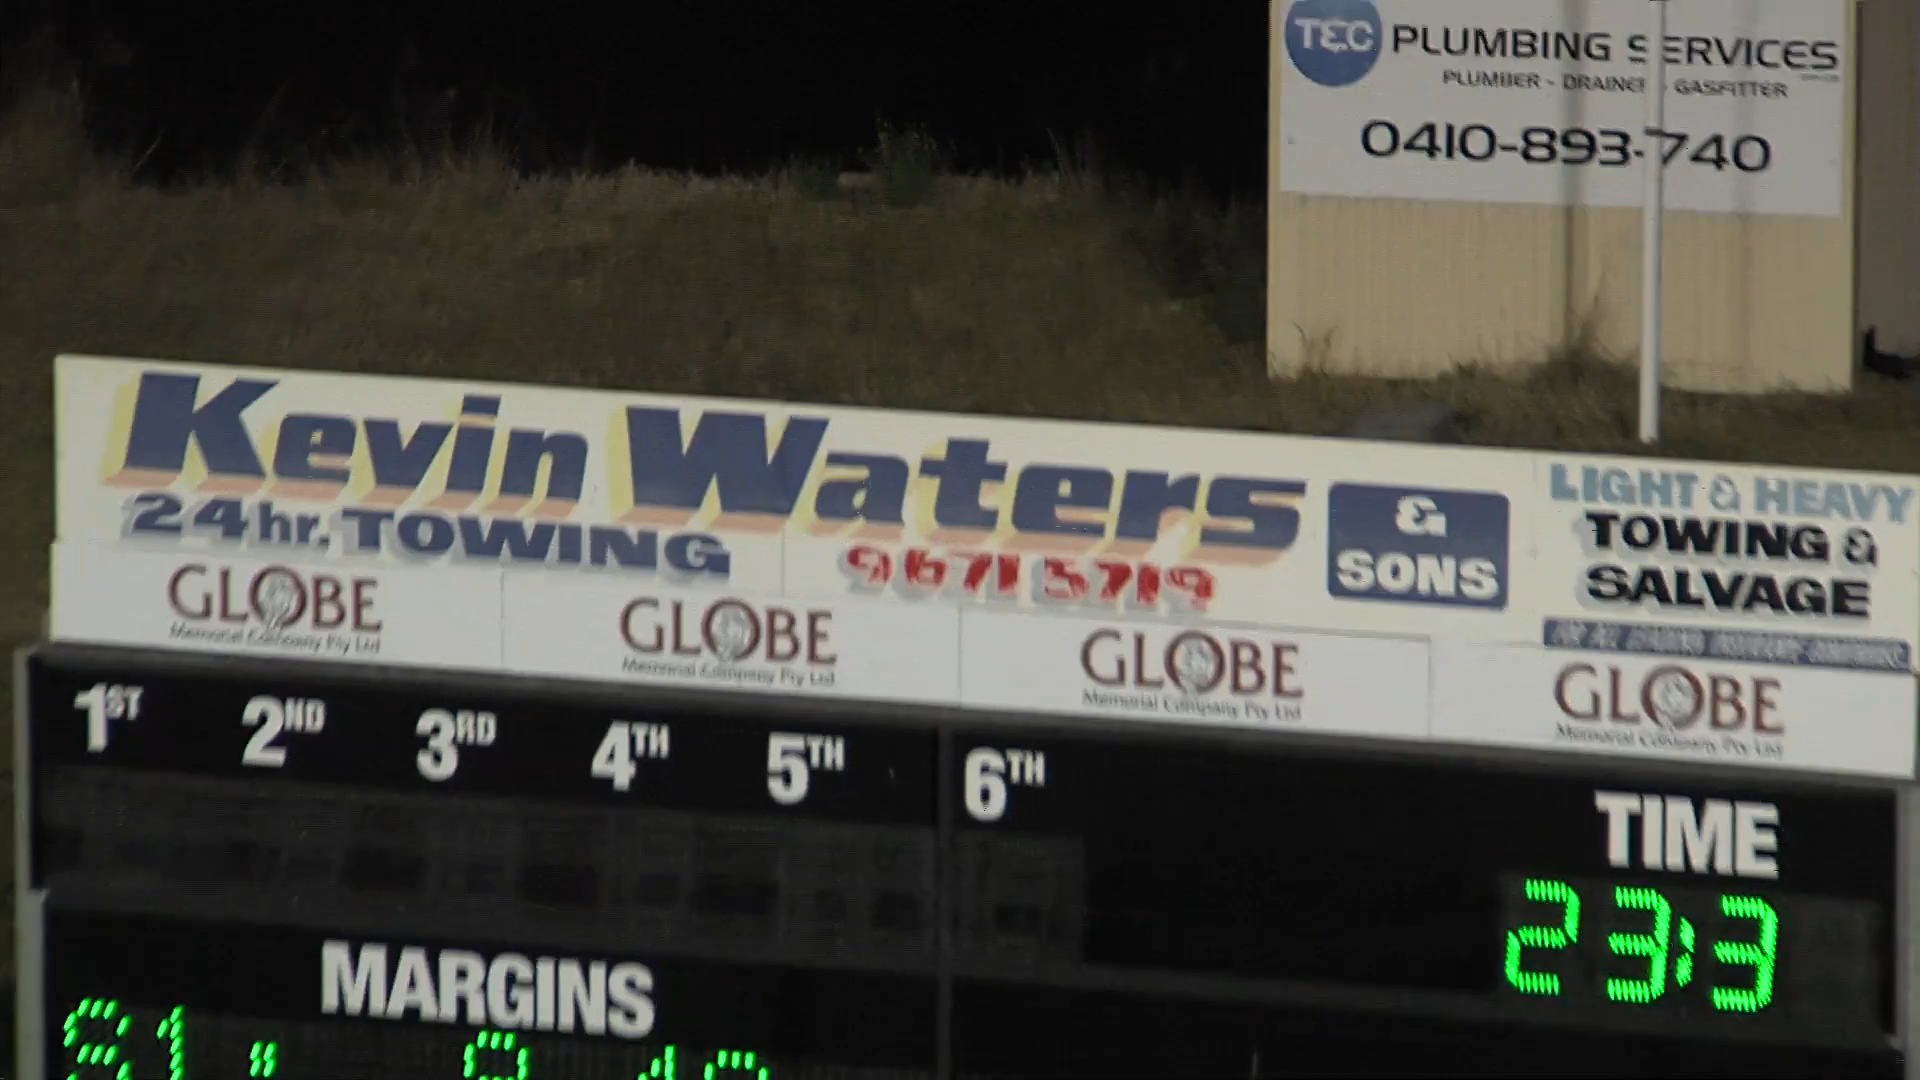 TEC PLUMBING SERVICES
PLUMBER - DRAINER - GASFITTER
0410-893-740
Kevin Waters & SONS
24hr. TOWING 9671 5719
LIGHT & HEAVY
TOWING &
SALVAGE
GLOBE GLOBE GLOBE GLOBE
Memorial Company Pty Ltd Memorial Company Pty Ltd Memorial Company Pty Ltd Memorial Company Pty Ltd
1ST 2ND 3RD 4TH 5TH 6TH
TIME
23:3
MARGINS